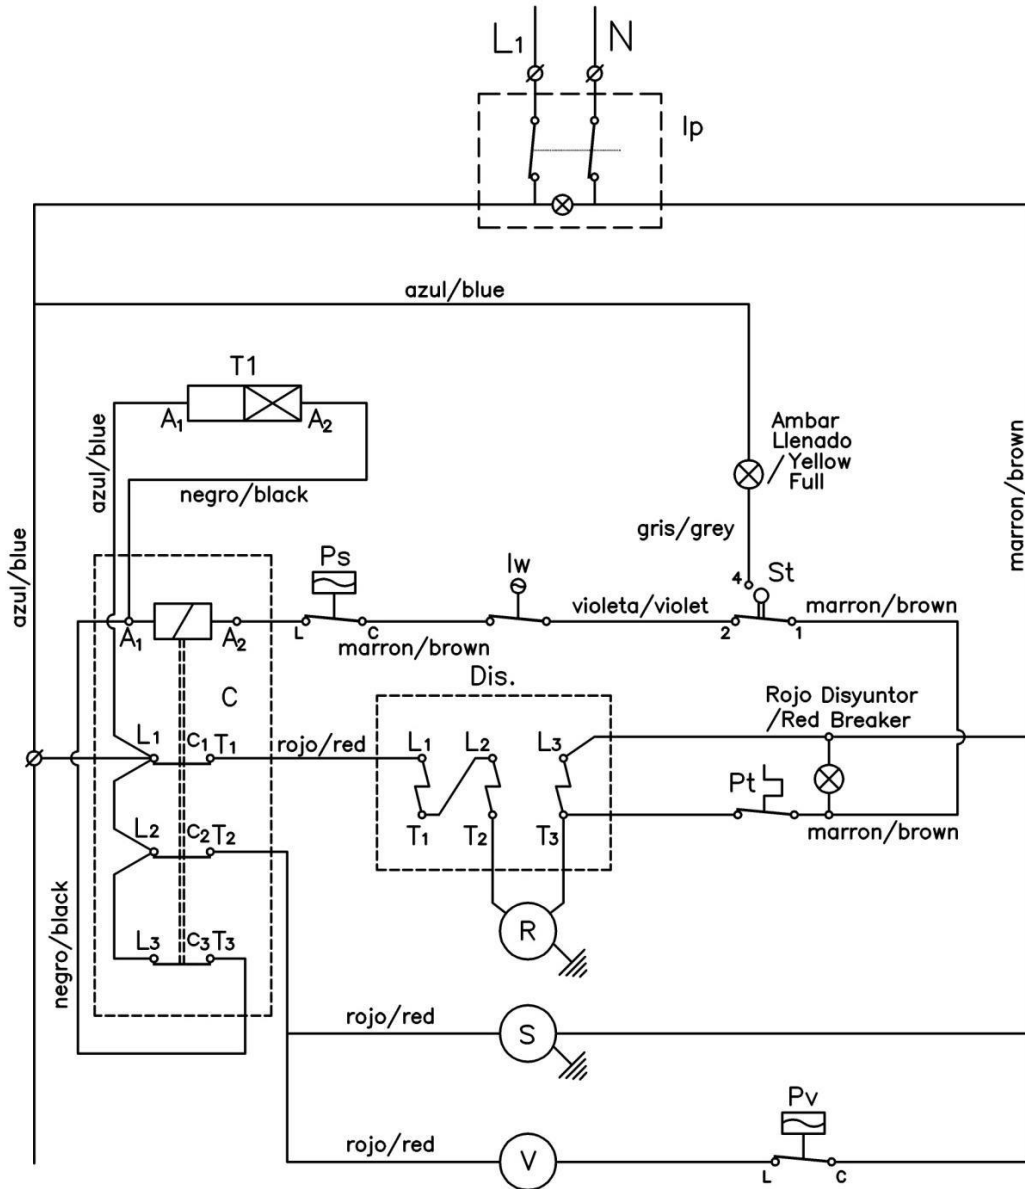 L1 N
Ip
azul/blue
T1
A1 A2
azul/blue
negro/black
Ambar
Llenado
/Yellow
Full
marron/brown
gris/grey
azul/blue
Ps
Iw
4 St
violeta/violet
marron/brown
A1 A2
L C
marron/brown
2 1
C
Dis.
Rojo Disyuntor
/Red Breaker
L1 C1 T1
rojo/red
L1 L2 L3
Pt
T1 T2 T3
marron/brown
L2 C2 T2
negro/black
R
L3 C3 T3
rojo/red
S
Pv
rojo/red
V
L C